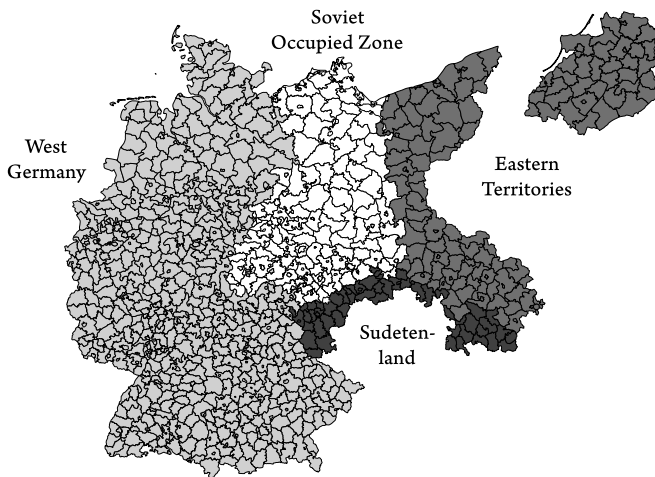 Soviet
Occupied Zone
West
Germany
Eastern
Territories
Sudeten-
land